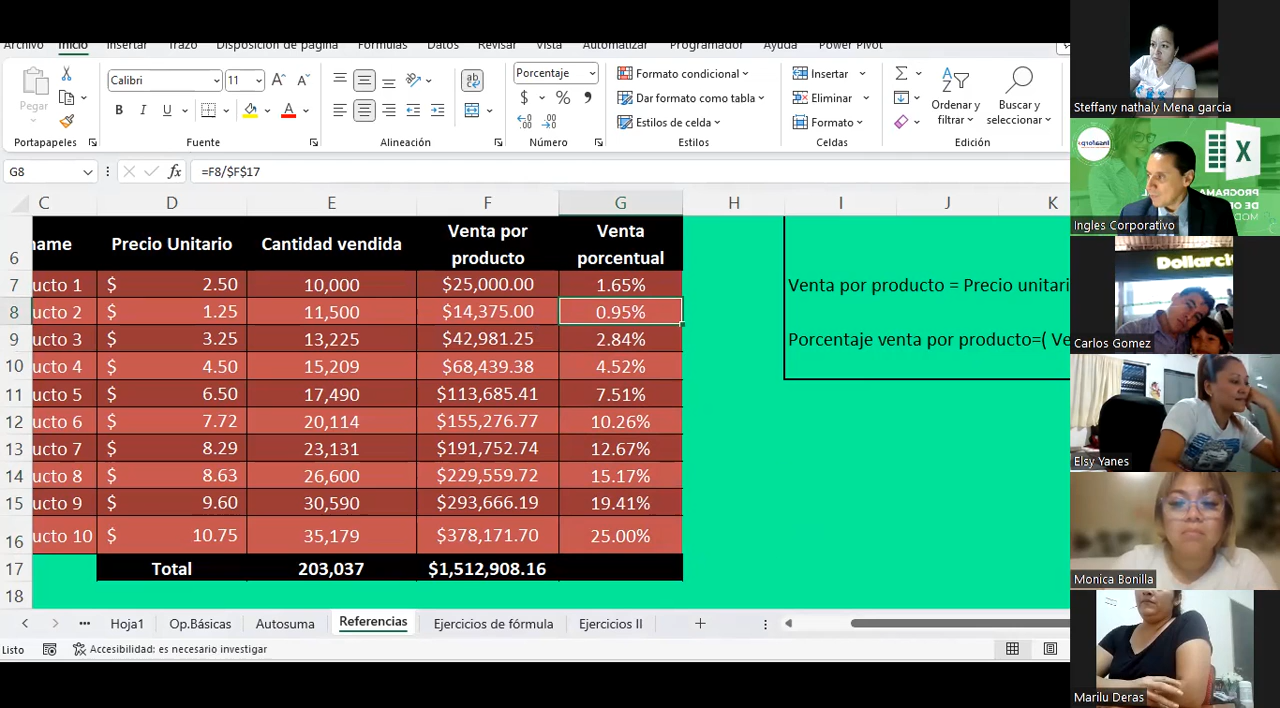 Archivo Inicio Insertar Trazo Disposición de página Fórmulas Datos Revisar Vista Automatizar Programador Ayuda Power Pivot
Pegar
Calibri 11
N K S
Portapapeles
Fuente
Alineación
Porcentaje
$ % 000
Número
Formato condicional
Dar formato como tabla
Estilos de celda
Estilos
Insertar
Eliminar
Formato
Celdas
Ordenar y filtrar
Buscar y seleccionar
Edición
G8 fx =F8/$F$17
C D E F G H I J K
6 name Precio Unitario Cantidad vendida Venta por producto Venta porcentual
7 ucto 1 $ 2.50 10,000 $25,000.00 1.65% Venta por producto = Precio unitari
8 ucto 2 $ 1.25 11,500 $14,375.00 0.95%
9 ucto 3 $ 3.25 13,225 $42,981.25 2.84% Porcentaje venta por producto=( Ve
10 ucto 4 $ 4.50 15,209 $68,439.38 4.52%
11 ucto 5 $ 6.50 17,490 $113,685.41 7.51%
12 ucto 6 $ 7.72 20,114 $155,276.77 10.26%
13 ucto 7 $ 8.29 23,131 $191,752.74 12.67%
14 ucto 8 $ 8.63 26,600 $229,559.72 15.17%
15 ucto 9 $ 9.60 30,590 $293,666.19 19.41%
16 ucto 10 $ 10.75 35,179 $378,171.70 25.00%
17 Total 203,037 $1,512,908.16
18
Hoja1 Op.Básicas Autosuma Referencias Ejercicios de fórmula Ejercicios II
Listo Accesibilidad: es necesario investigar
Steffany nathaly Mena garcia
PROGRAMA
DE
X
Ingles Corporativo
Dollarci
Carlos Gomez
Elsy Yanes
Monica Bonilla
Marilu Deras